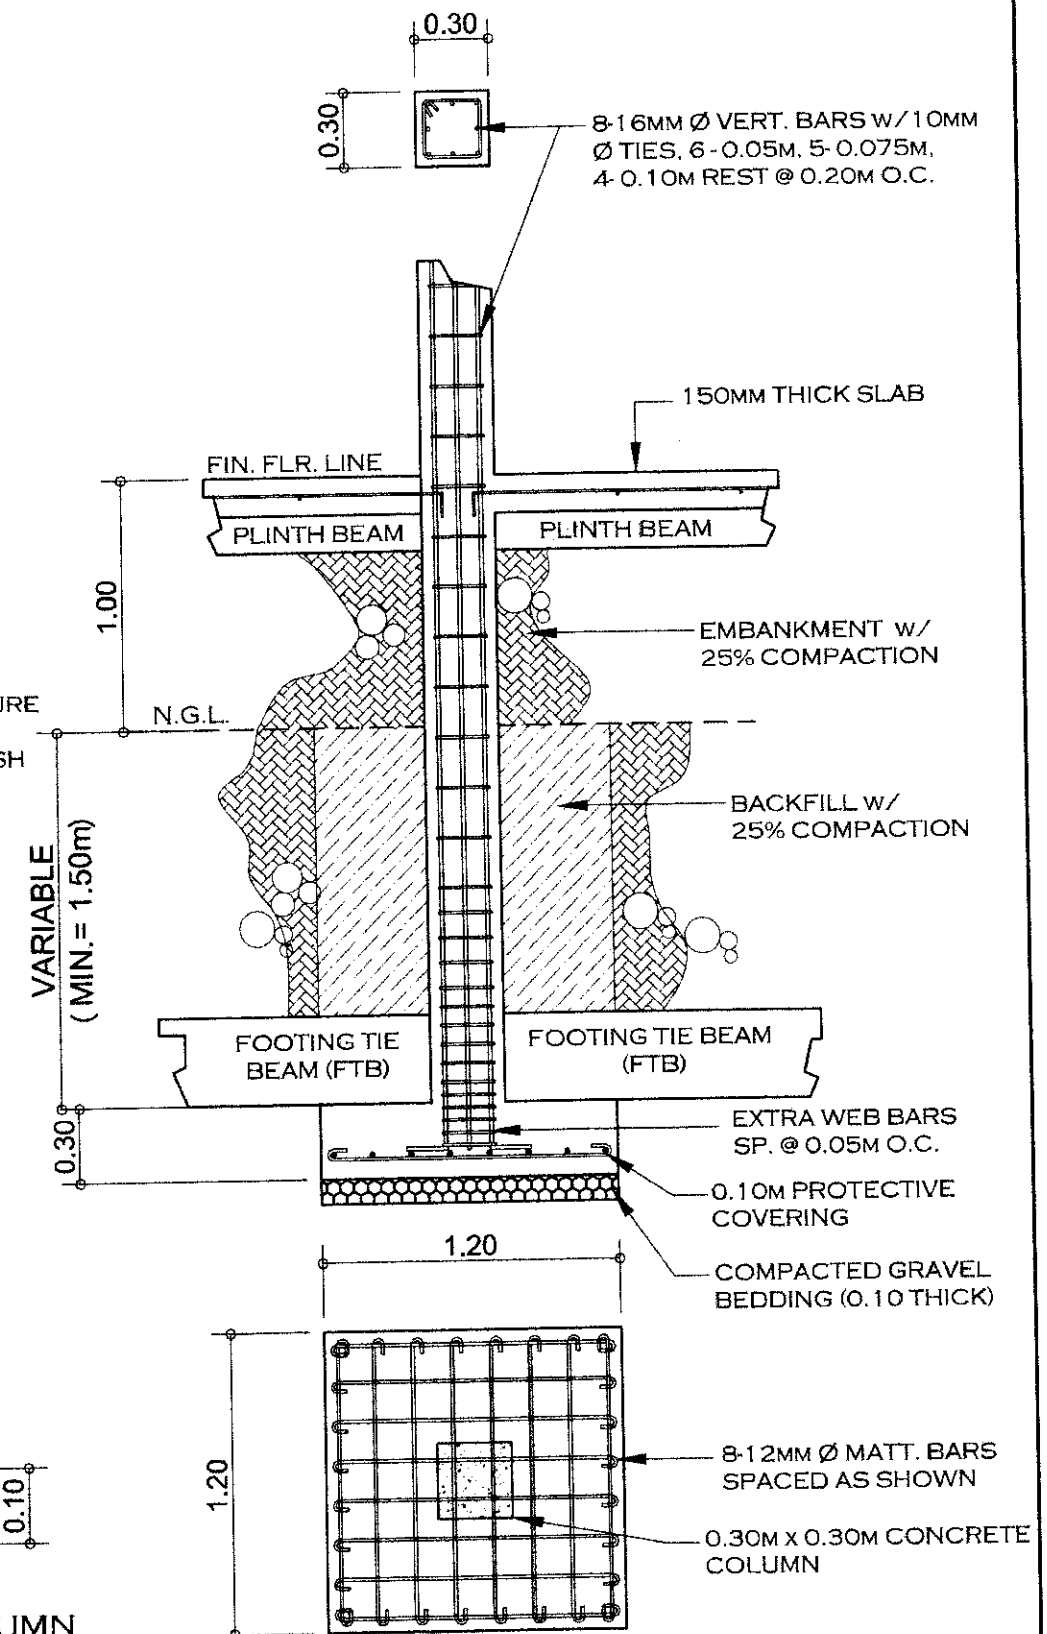 0.30
0.30
8-16MM Ø VERT. BARS W/10MM
Ø TIES, 6-0.05M, 5-0.075M,
4-0.10M REST @ 0.20M O.C.
150MM THICK SLAB
FIN. FLR. LINE
PLINTH BEAM
PLINTH BEAM
1.00
EMBANKMENT W/
25% COMPACTION
URE
N.G.L.
SH
BACKFILL W/
25% COMPACTION
VARIABLE
(MIN.= 1.50m)
FOOTING TIE
BEAM (FTB)
FOOTING TIE BEAM
(FTB)
EXTRA WEB BARS
SP. @ 0.05M O.C.
0.30
0.10M PROTECTIVE
COVERING
1.20
COMPACTED GRAVEL
BEDDING (0.10 THICK)
1.20
8-12MM Ø MATT. BARS
SPACED AS SHOWN
0.10
0.30M X 0.30M CONCRETE
COLUMN
UMN